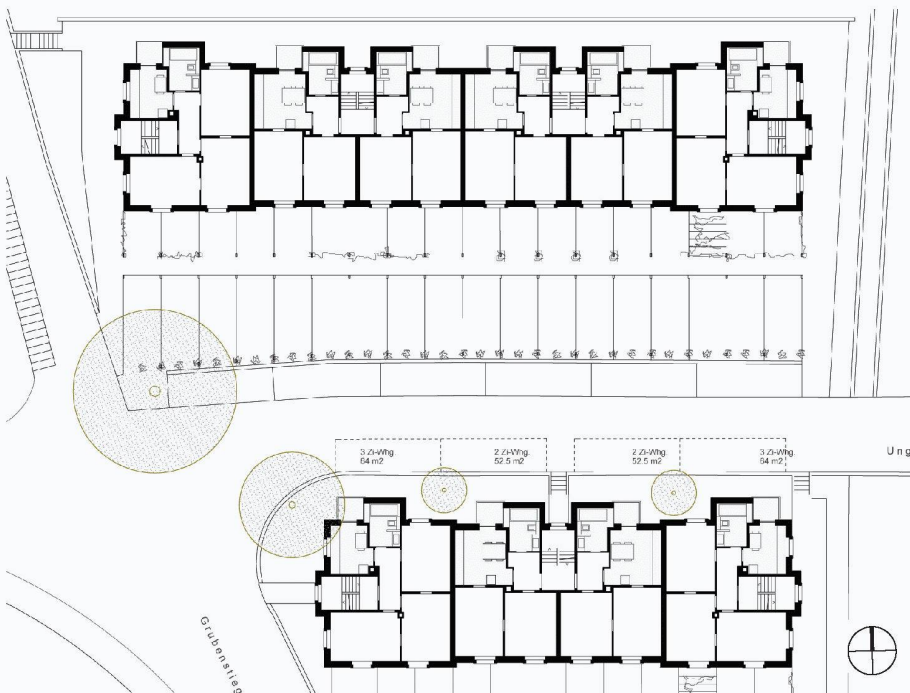 3 Zi-Whg.
64 m2
2 Zi-Whg.
52.5 m2
2 Zi-Whg.
52.5 m2
3 Zi-Whg.
64 m2
Ung
Grubenstieg